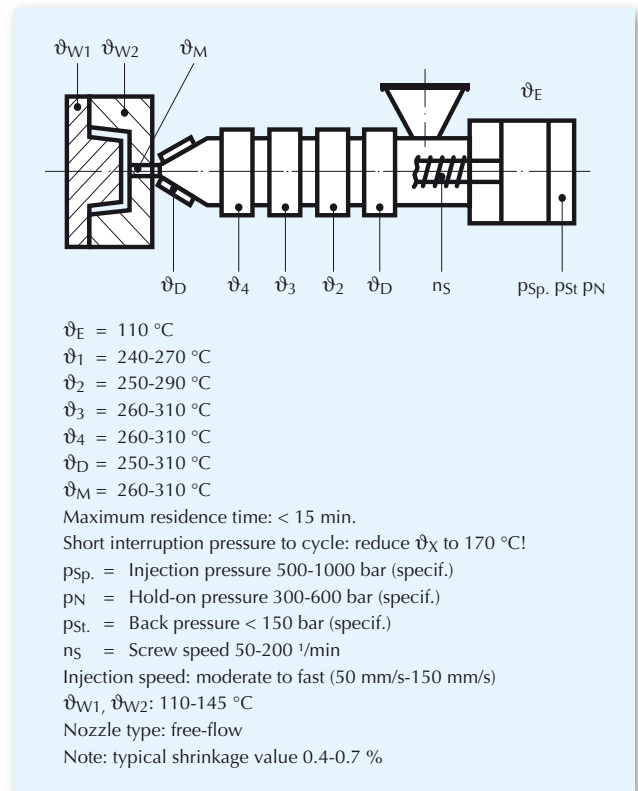 ϑW1 ϑW2 ϑM
ϑE
ϑD ϑ4 ϑ3 ϑ2 ϑD nS pSp. pSt pN
ϑE = 110 °C
ϑ1 = 240-270 °C
ϑ2 = 250-290 °C
ϑ3 = 260-310 °C
ϑ4 = 260-310 °C
ϑD = 250-310 °C
ϑM = 260-310 °C
Maximum residence time: < 15 min.
Short interruption pressure to cycle: reduce ϑX to 170 °C!
pSp. = Injection pressure 500-1000 bar (specif.)
pN = Hold-on pressure 300-600 bar (specif.)
pSt. = Back pressure < 150 bar (specif.)
nS = Screw speed 50-200 ¹/min
Injection speed: moderate to fast (50 mm/s-150 mm/s)
ϑW1, ϑW2: 110-145 °C
Nozzle type: free-flow
Note: typical shrinkage value 0.4-0.7 %